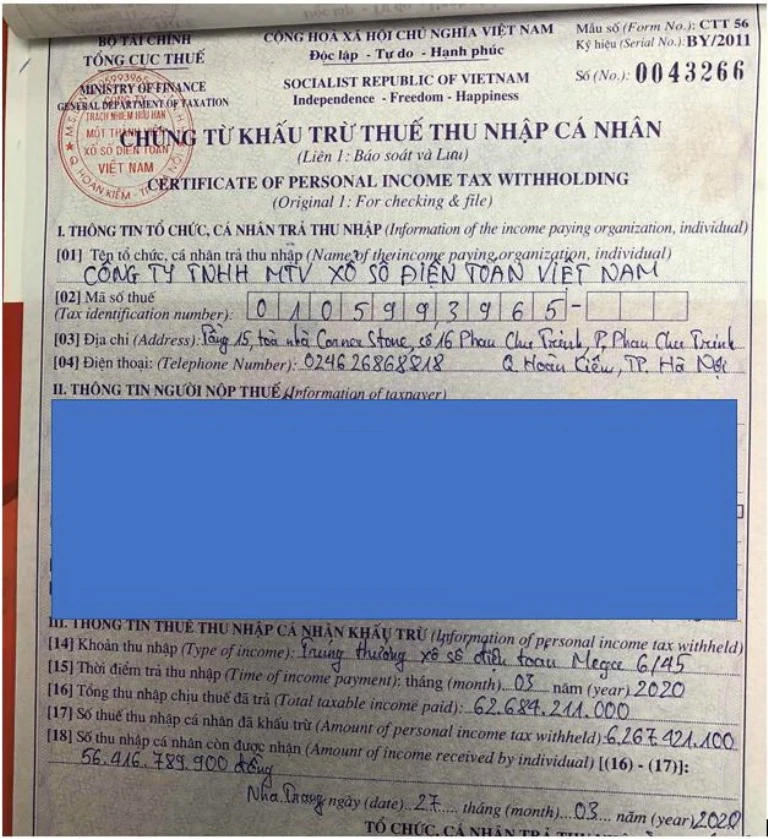 BỘ TÀI CHÍNH
TỔNG CỤC THUẾ
MINISTRY OF FINANCE
GENERAL DEPARTMENT OF TAXATION
CỘNG HOÀ XÃ HỘI CHỦ NGHĨA VIỆT NAM
Độc lập - Tự do - Hạnh phúc
SOCIALIST REPUBLIC OF VIETNAM
Independence - Freedom - Happiness
Mẫu số (Form No.): CTT 56
Ký hiệu (Serial No.): BY/2011
Số (No.): 0043266
CÔNG TY
TRÁCH NHIỆM HỮU HẠN
MỘT THÀNH VIÊN
XỔ SỐ ĐIỆN TOÁN
VIỆT NAM
CHỨNG TỪ KHẤU TRỪ THUẾ THU NHẬP CÁ NHÂN
(Liên 1: Báo soát và Lưu)
CERTIFICATE OF PERSONAL INCOME TAX WITHHOLDING
(Original 1: For checking & file)
I. THÔNG TIN TỔ CHỨC, CÁ NHÂN TRẢ THU NHẬP (Information of the income paying organization, individual)
[01] Tên tổ chức, cá nhân trả thu nhập (Name of the income paying organization, individual)
CÔNG TY TNHH MTV XỔ SỐ ĐIỆN TOÁN VIỆT NAM
[02] Mã số thuế
(Tax identification number): 0105993965-
[03] Địa chỉ (Address): Tầng 15, toà nhà Corner Stone, số 16 Phan Chu Trinh, P. Phan Chu Trinh
[04] Điện thoại: (Telephone Number): 02462686818 Q. Hoàn Kiếm, TP. Hà Nội
II. THÔNG TIN NGƯỜI NỘP THUẾ (Information of taxpayer)
III. THÔNG TIN THUẾ THU NHẬP CÁ NHÂN KHẤU TRỪ (Information of personal income tax withheld)
[14] Khoản thu nhập (Type of income): Trúng thưởng xổ số điện toán Mega 6/45
[15] Thời điểm trả thu nhập (Time of income payment): tháng (month) 03 năm (year) 2020
[16] Tổng thu nhập chịu thuế đã trả (Total taxable income paid): 62.684.211.000
[17] Số thuế thu nhập cá nhân đã khấu trừ (Amount of personal income tax withheld) 6.267.421.100
[18] Số thu nhập cá nhân còn được nhận (Amount of income received by individual) [(16) - (17)]:
56.416.789.900 đồng
Nha Trang ngày (date)..27.... tháng (month)...03... năm (year) 2020
TỔ CHỨC, CÁ NHÂN TRẢ THU